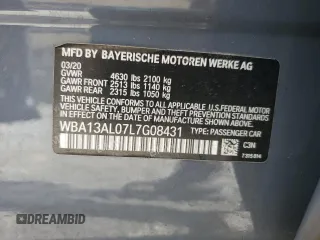 MFD BY BAYERISCHE MOTOREN WERKE AG
03/20
GVWR 4630 lbs 2100 kg
GAWR FRONT 2513 lbs 1140 kg
GAWR REAR 2315 lbs 1050 kg
THIS VEHICLE CONFORMS TO ALL APPLICABLE U.S. FEDERAL MOTOR
VEHICLE SAFETY, BUMPER, AND THEFT PREVENTION STANDARDS
IN EFFECT ON THE DATE OF MANUFACTURE SHOWN ABOVE.
WBA13AL07L7G08431 TYPE: PASSENGER CAR
C3N
DREAMBID